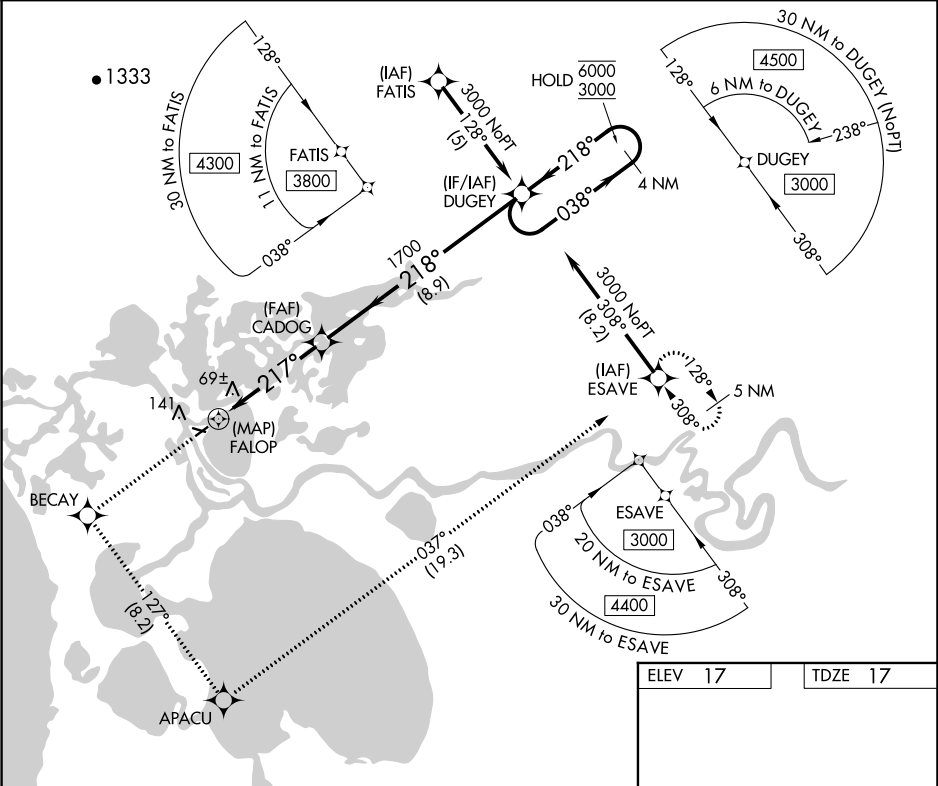 1333
30 NM to FATIS
4300
11 NM to FATIS
3800
128°
FATIS
038°
(IAF)
FATIS
3000 NoPT
128°
(5)
HOLD
6000
3000
218°
038°
4 NM
(IF/IAF)
DUGEY
30 NM to DUGEY (NoPT)
4500
6 NM to DUGEY
128°
238°
DUGEY
3000
308°
1700
218°
(8.9)
(FAF)
CADOG
217°
69±
141
(MAP)
FALOP
3000 NoPT
308°
(8.2)
(IAF)
ESAVE
128°
308°
5 NM
BECAY
127°
(8.2)
APACU
037°
(19.3)
038°
ESAVE
3000
20 NM to ESAVE
4400
30 NM to ESAVE
308°
ELEV 17
TDZE 17